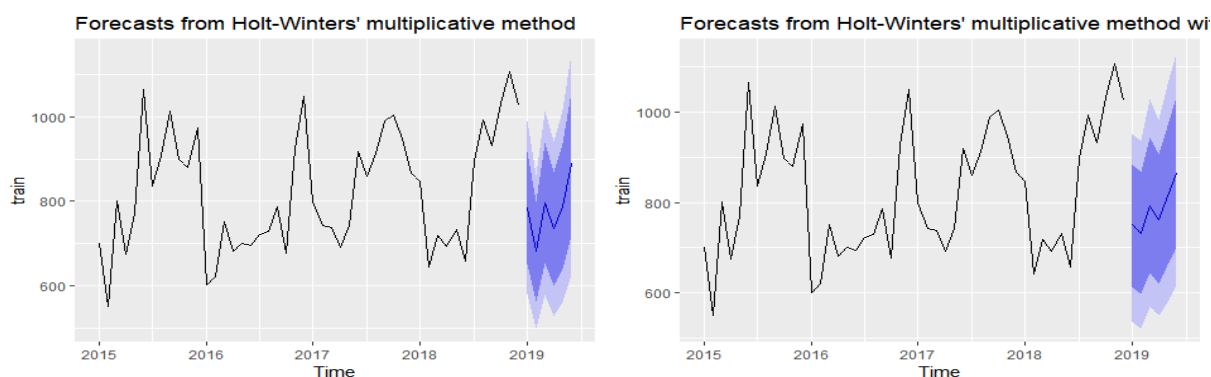 Forecasts from Holt-Winters' multiplicative method
train
1000
800
600
2015 2016 2017 2018 2019
Time
Forecasts from Holt-Winters' multiplicative method wi
train
1000
800
600
2015 2016 2017 2018 2019
Time